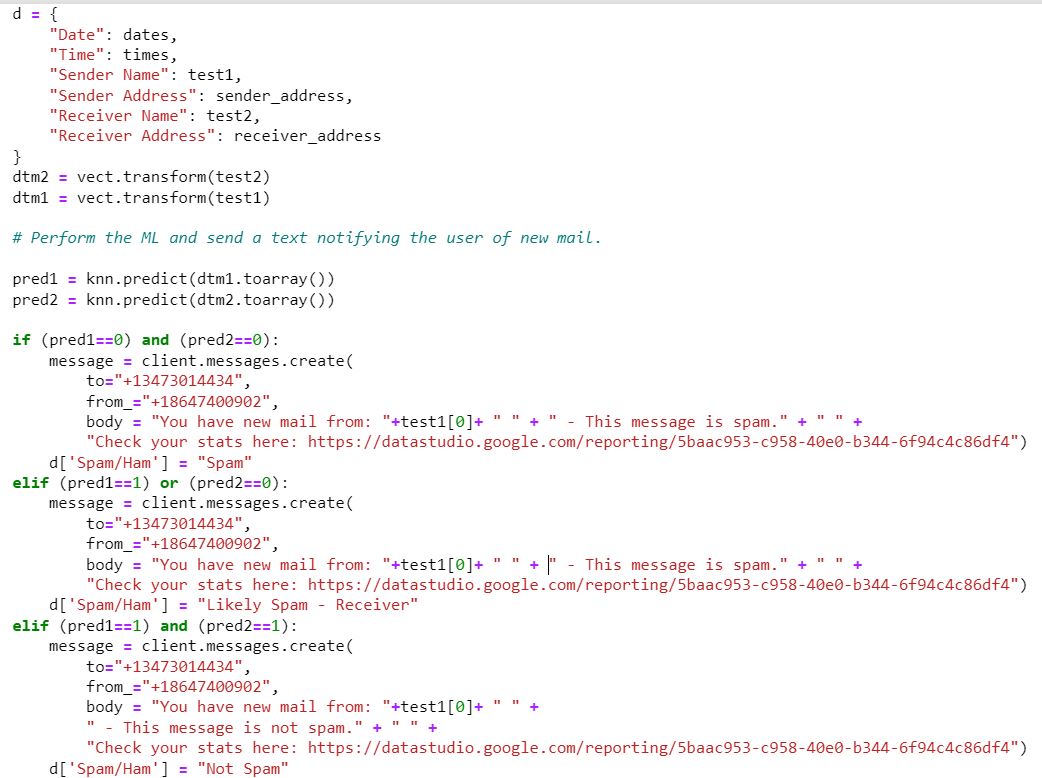 d = {
    "Date": dates,
    "Time": times,
    "Sender Name": test1,
    "Sender Address": sender_address,
    "Receiver Name": test2,
    "Receiver Address": receiver_address
}
dtm2 = vect.transform(test2)
dtm1 = vect.transform(test1)
# Perform the ML and send a text notifying the user of new mail.
pred1 = knn.predict(dtm1.toarray())
pred2 = knn.predict(dtm2.toarray())
if (pred1==0) and (pred2==0):
    message = client.messages.create(
        to="+13473014434",
        from_="+18647400902",
        body = "You have new mail from: "+test1[0]+ " " + " - This message is spam." + " " +
        "Check your stats here: https://datastudio.google.com/reporting/5baac953-c958-40e0-b344-6f94c4c86df4")
    d['Spam/Ham'] = "Spam"
elif (pred1==1) or (pred2==0):
    message = client.messages.create(
        to="+13473014434",
        from_="+18647400902",
        body = "You have new mail from: "+test1[0]+ " " + " - This message is spam." + " " +
        "Check your stats here: https://datastudio.google.com/reporting/5baac953-c958-40e0-b344-6f94c4c86df4")
    d['Spam/Ham'] = "Likely Spam - Receiver"
elif (pred1==1) and (pred2==1):
    message = client.messages.create(
        to="+13473014434",
        from_="+18647400902",
        body = "You have new mail from: "+test1[0]+ " " +
        " - This message is not spam." + " " +
        "Check your stats here: https://datastudio.google.com/reporting/5baac953-c958-40e0-b344-6f94c4c86df4")
    d['Spam/Ham'] = "Not Spam"